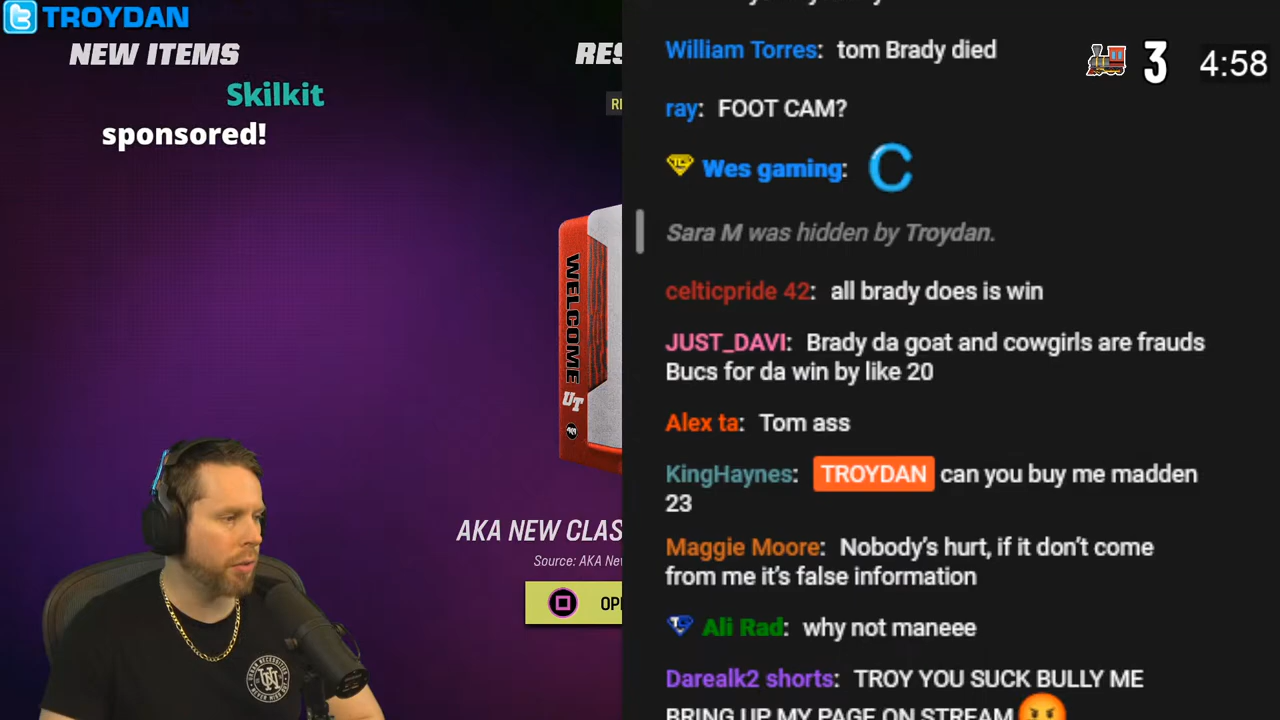 TROYDAN
NEW ITEMS
Skilkit
sponsored!
WELCOME
UT
AKA NEW CLAS
Source: AKA
OP
William Torres: tom Brady died
3 4:58
ray: FOOT CAM?
Wes gaming: C
Sara M was hidden by Troydan.
celticpride 42: all brady does is win
JUST_DAVI: Brady da goat and cowgirls are frauds
Bucs for da win by like 20
Alex ta: Tom ass
KingHaynes: TROYDAN can you buy me madden
23
Maggie Moore: Nobody's hurt, if it don't come
from me it's false information
Ali Rad: why not maneee
Darealk2 shorts: TROY YOU SUCK BULLY ME
BRING UP MY PAGE ON STREAM